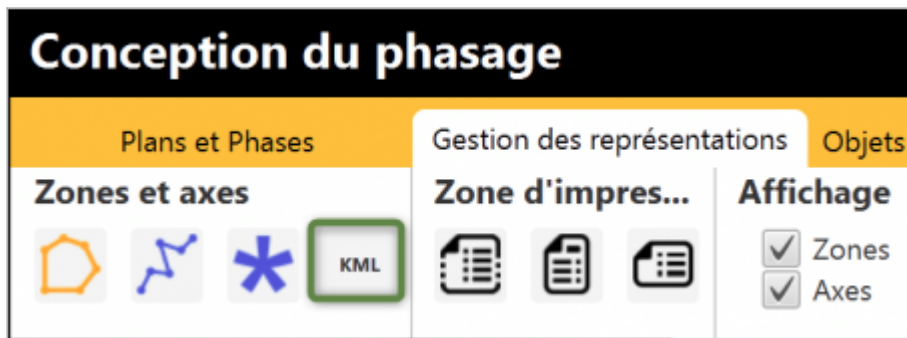 Conception du phasage
Plans et Phases Gestion des représentations Objets
Zones et axes Zone d'impres... Affichage
KML
Zones
Axes